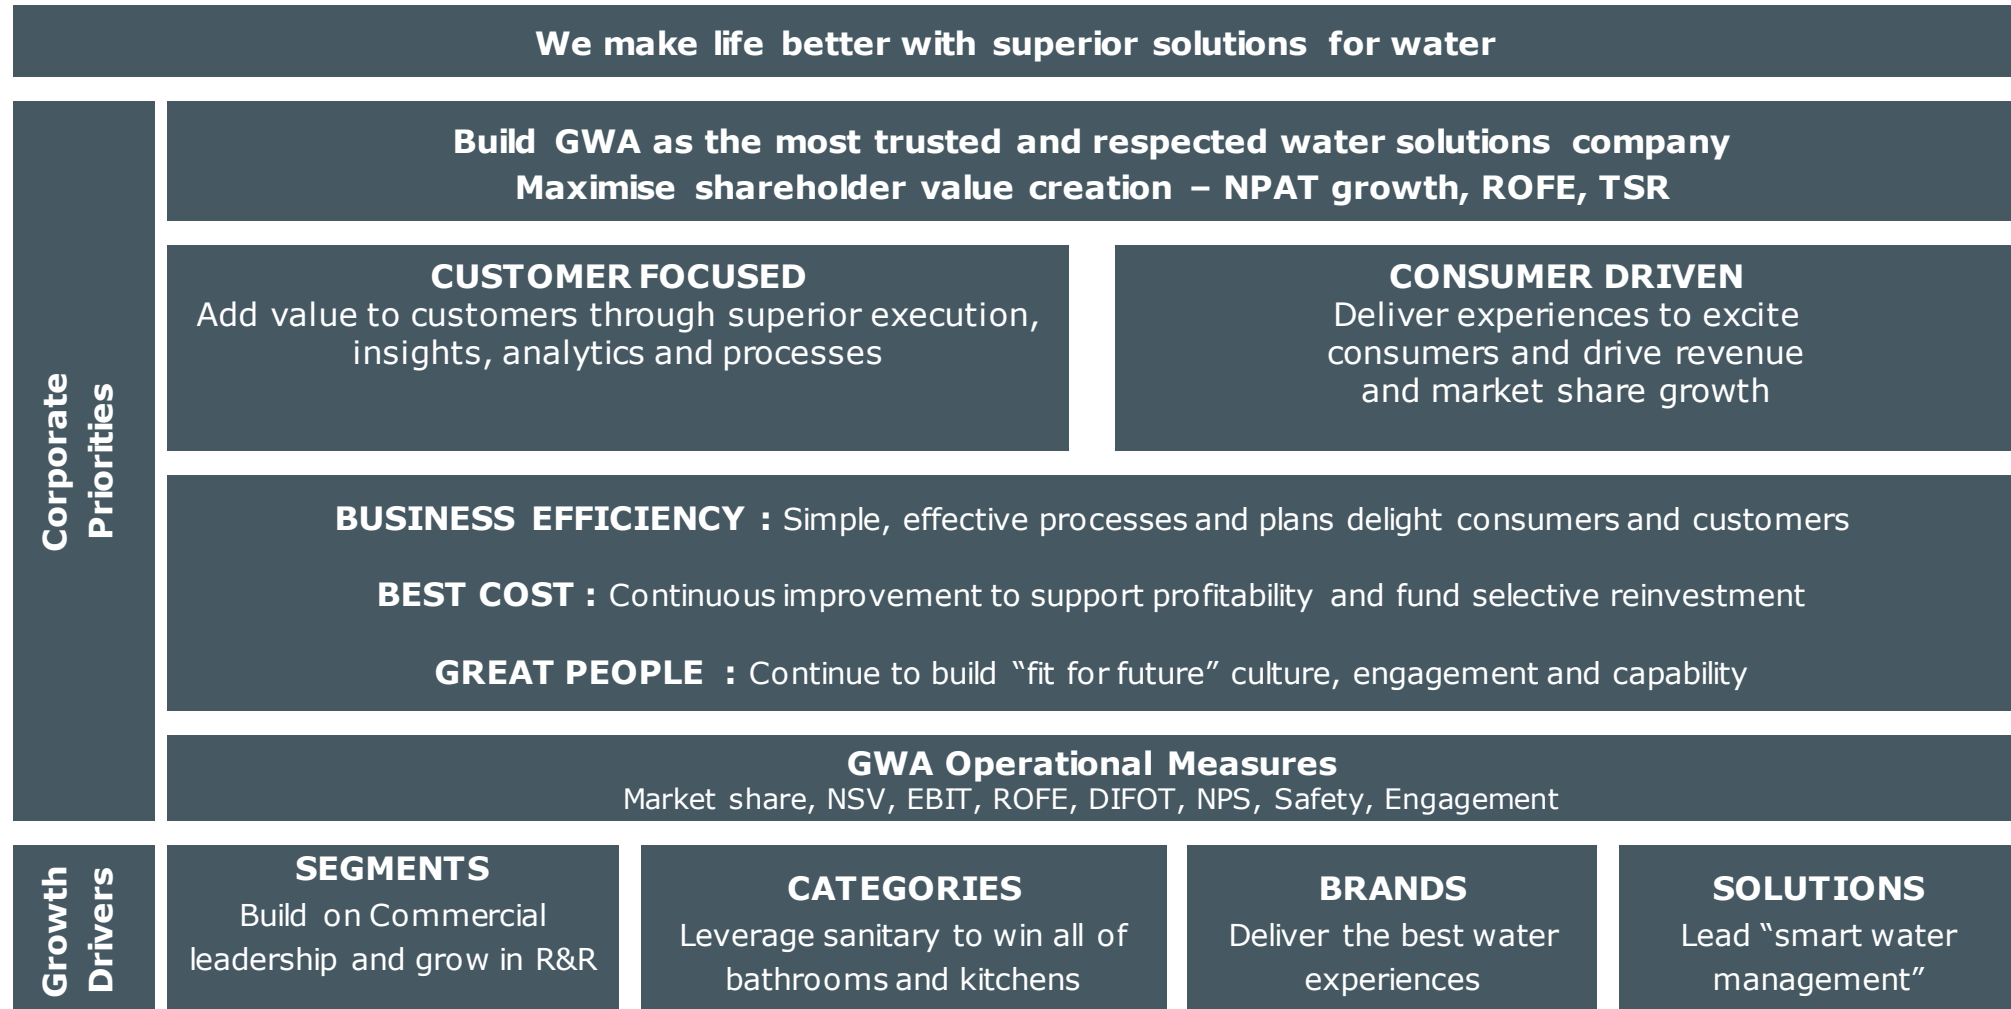 We make life better with superior solutions for water
Corporate
Priorities
Build GWA as the most trusted and respected water solutions company
Maximise shareholder value creation – NPAT growth, ROFE, TSR
CUSTOMER FOCUSED
Add value to customers through superior execution,
insights, analytics and processes
CONSUMER DRIVEN
Deliver experiences to excite
consumers and drive revenue
and market share growth
BUSINESS EFFICIENCY : Simple, effective processes and plans delight consumers and customers
BEST COST : Continuous improvement to support profitability and fund selective reinvestment
GREAT PEOPLE : Continue to build “fit for future” culture, engagement and capability
GWA Operational Measures
Market share, NSV, EBIT, ROFE, DIFOT, NPS, Safety, Engagement
Growth
Drivers
SEGMENTS
Build on Commercial
leadership and grow in R&R
CATEGORIES
Leverage sanitary to win all of
bathrooms and kitchens
BRANDS
Deliver the best water
experiences
SOLUTIONS
Lead “smart water
management”